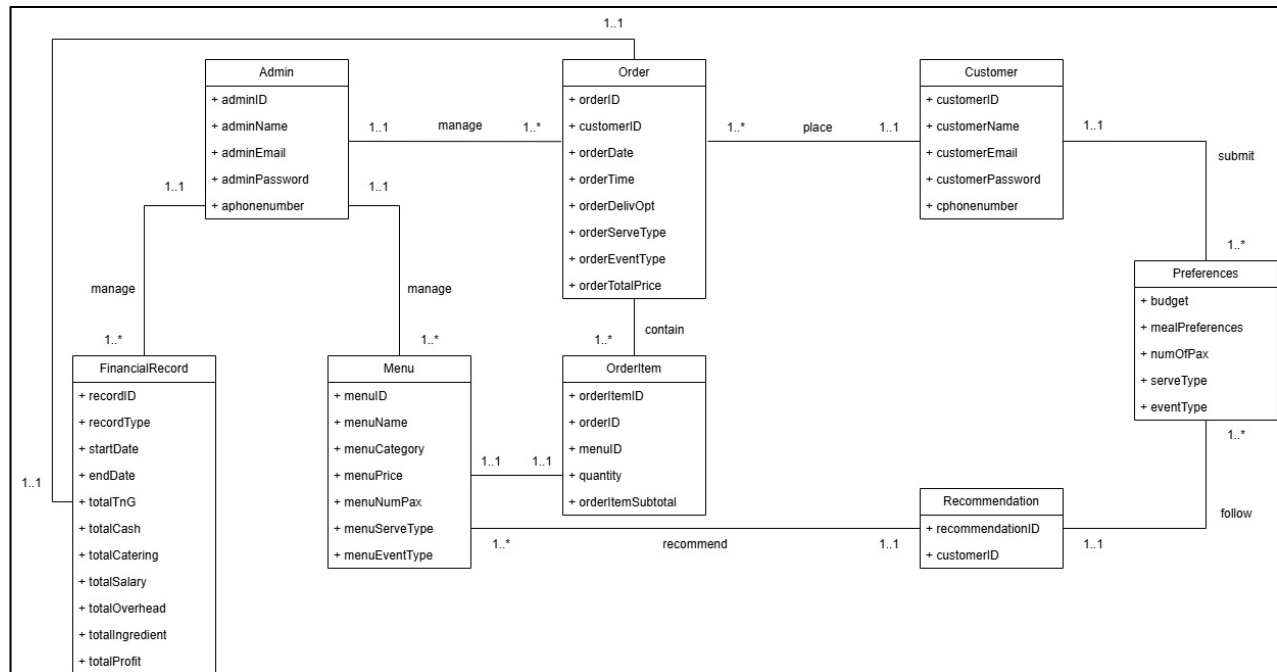 1..1
Admin
+ adminID
+ adminName
+ adminEmail
+ adminPassword
+ aphonenumber
1..1
manage
1..*
Order
+ orderID
+ customerID
+ orderDate
+ orderTime
+ orderDelivOpt
+ orderServeType
+ orderEventType
+ orderTotalPrice
1..*
place
1..1
Customer
+ customerID
+ customerName
+ customerEmail
+ customerPassword
+ cphonenumber
1..1
submit
1..*
Preferences
+ budget
+ mealPreferences
+ numOfPax
+ serveType
+ eventType
1..*
follow
1..1
1..1
manage
1..*
1..1
manage
1..*
contain
1..*
FinancialRecord
+ recordID
+ recordType
+ startDate
+ endDate
+ totalTnG
+ totalCash
+ totalCatering
+ totalSalary
+ totalOverhead
+ totalIngredient
+ totalProfit
1..1
Menu
+ menuID
+ menuName
+ menuCategory
+ menuPrice
+ menuNumPax
+ menuServeType
+ menuEventType
1..1
1..1
OrderItem
+ orderItemID
+ orderID
+ menuID
+ quantity
+ orderItemSubtotal
1..*
recommend
1..1
Recommendation
+ recommendationID
+ customerID